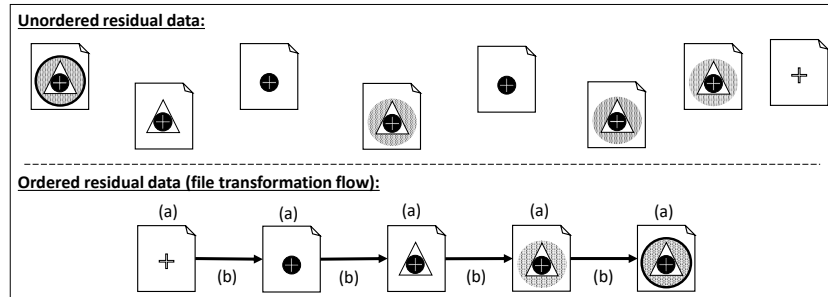 Unordered residual data:
Ordered residual data (file transformation flow):
(a) (a) (a) (a) (a)
(b) (b) (b) (b)